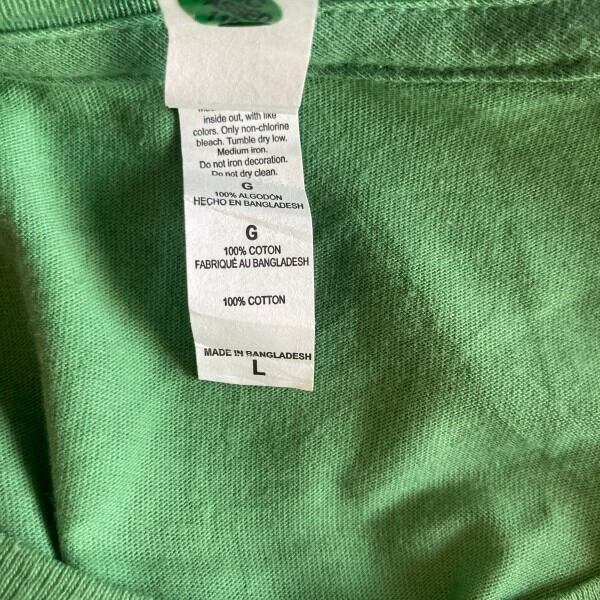 inside out, with like
colors. Only non-chlorine
bleach. Tumble dry low.
Medium iron.
Do not iron decoration.
Do not dry clean.
G
100% ALGODÓN
HECHO EN BANGLADESH
G
100% COTON
FABRIQUÉ AU BANGLADESH
100% COTTON
MADE IN BANGLADESH
L